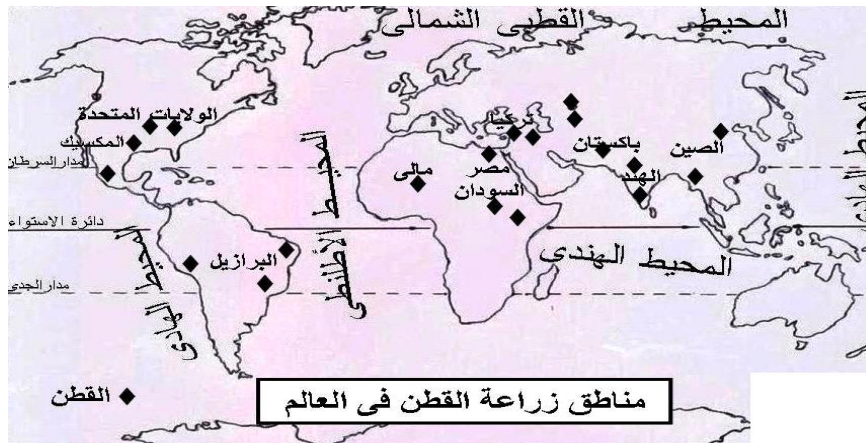 المحيط القطبى الشمالى
الولايات المتحدة
المكسيك
تركيا
باكستان
الصين
مدار السرطان
مالى
مصر
السودان
الهند
دائرة الاستواء
المحيط الأطلنطى
المحيط الهندى
البرازيل
المحيط الهادى
مدار الجدى
القطن
مناطق زراعة القطن فى العالم